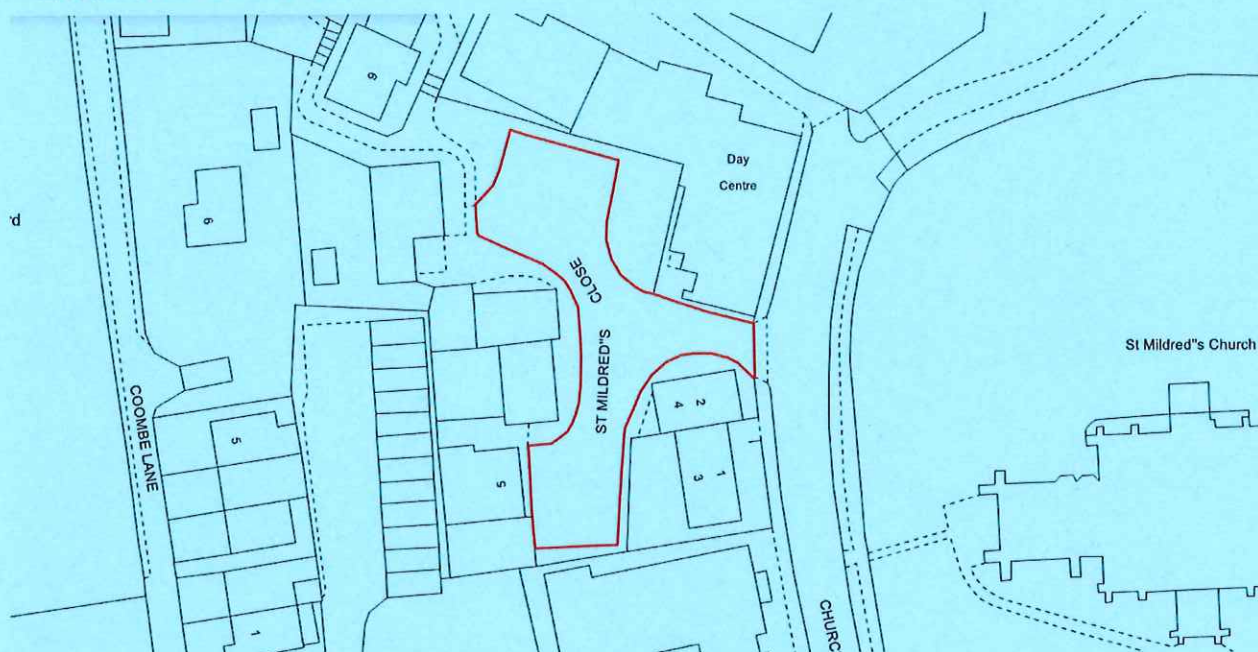 9
Day
Centre
6
'd
CLOSE
ST MILDRED"S
St Mildred"s Church
COOMBE LANE
2
4
5
1
3
5
1
CHURC